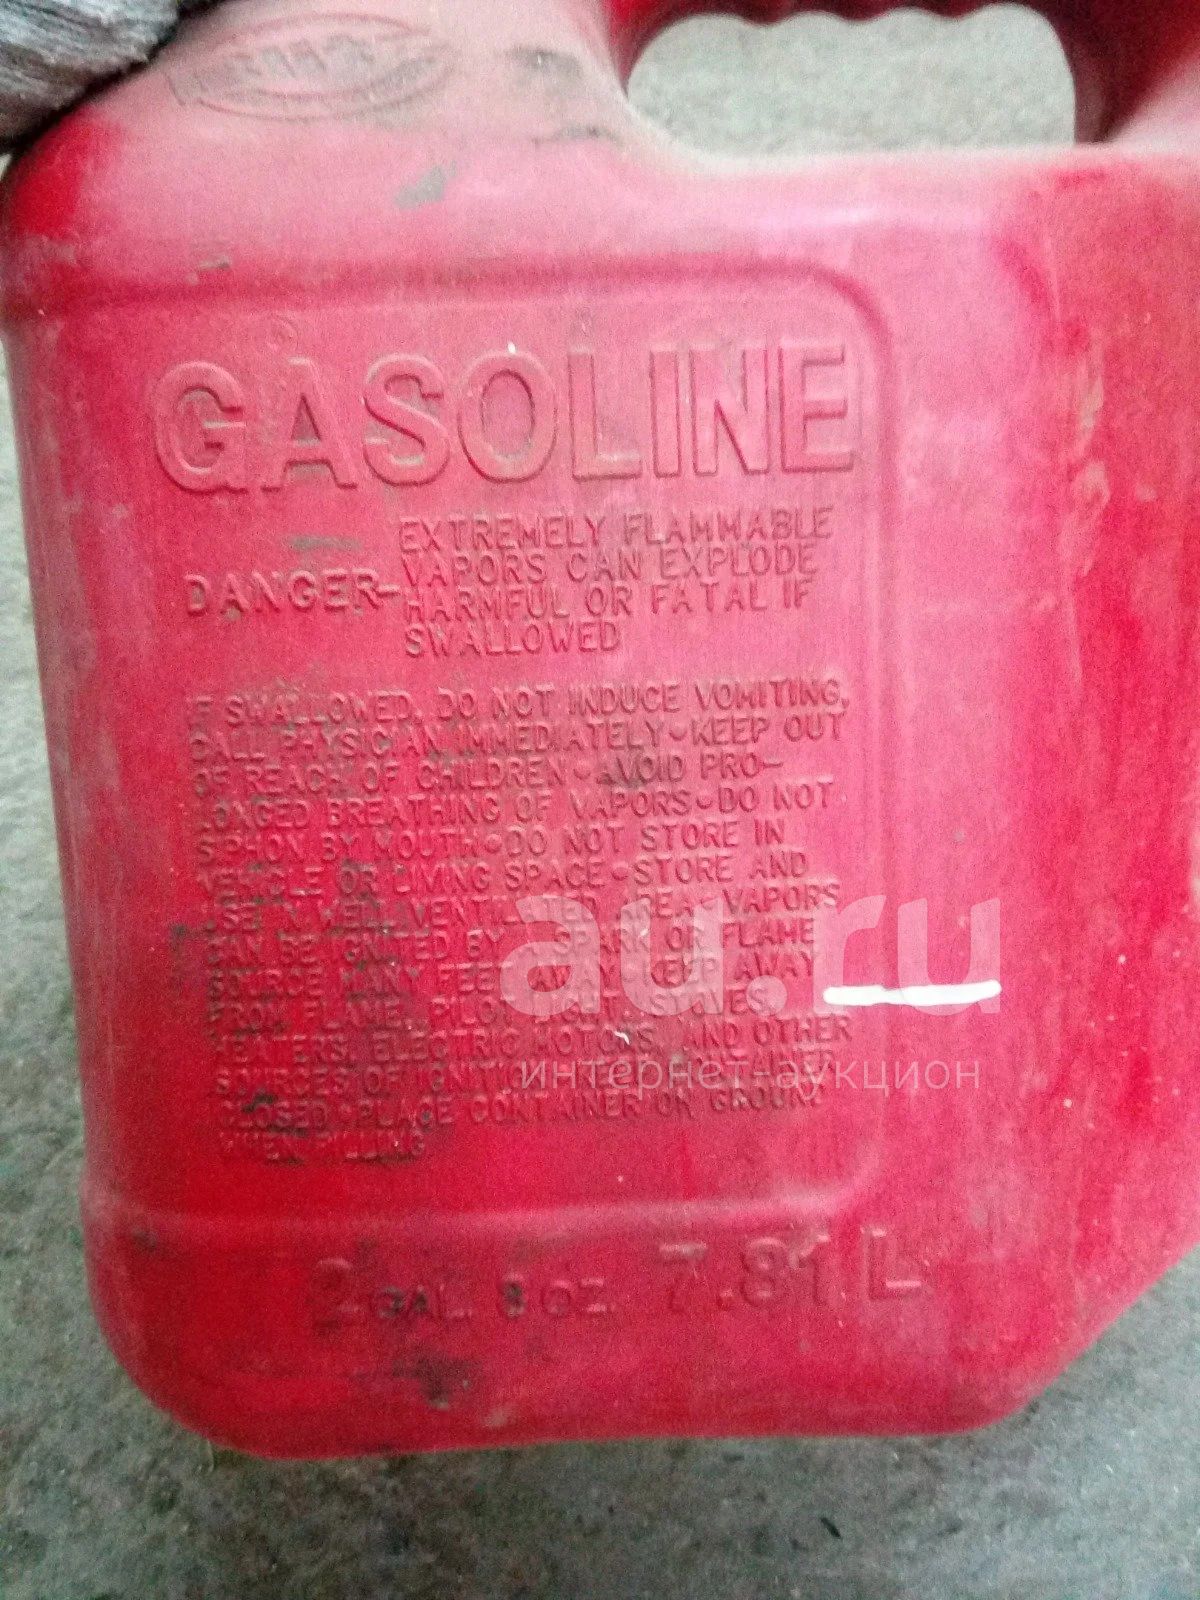 GASOLINE
DANGER-
EXTREMELY FLAMMABLE
VAPORS CAN EXPLODE
HARMFUL OR FATAL IF
SWALLOWED
IF SWALLOWED, DO NOT INDUCE VOMITING,
CALL PHYSICIAN IMMEDIATELY•KEEP OUT
OF REACH OF CHILDREN•AVOID PRO-
LONGED BREATHING OF VAPORS•DO NOT
SIPHON BY MOUTH•DO NOT STORE IN
VEHICLE OR LIVING SPACE•STORE AND
USE IN WELL VENTILATED AREA•VAPORS
CAN BE IGNITED BY A SPARK OR FLAME
SOURCE MANY FEET AWAY•KEEP AWAY
FROM FLAME, PILOT LIGHT, STOVES,
HEATERS, ELECTRIC MOTORS, AND OTHER
SOURCES OF IGNITION•KEEP CONTAINER
CLOSED•PLACE CONTAINER ON GROUND
WHEN FILLING
2 GAL. 8 OZ. 7.81 L
au.ru
интернет-аукцион